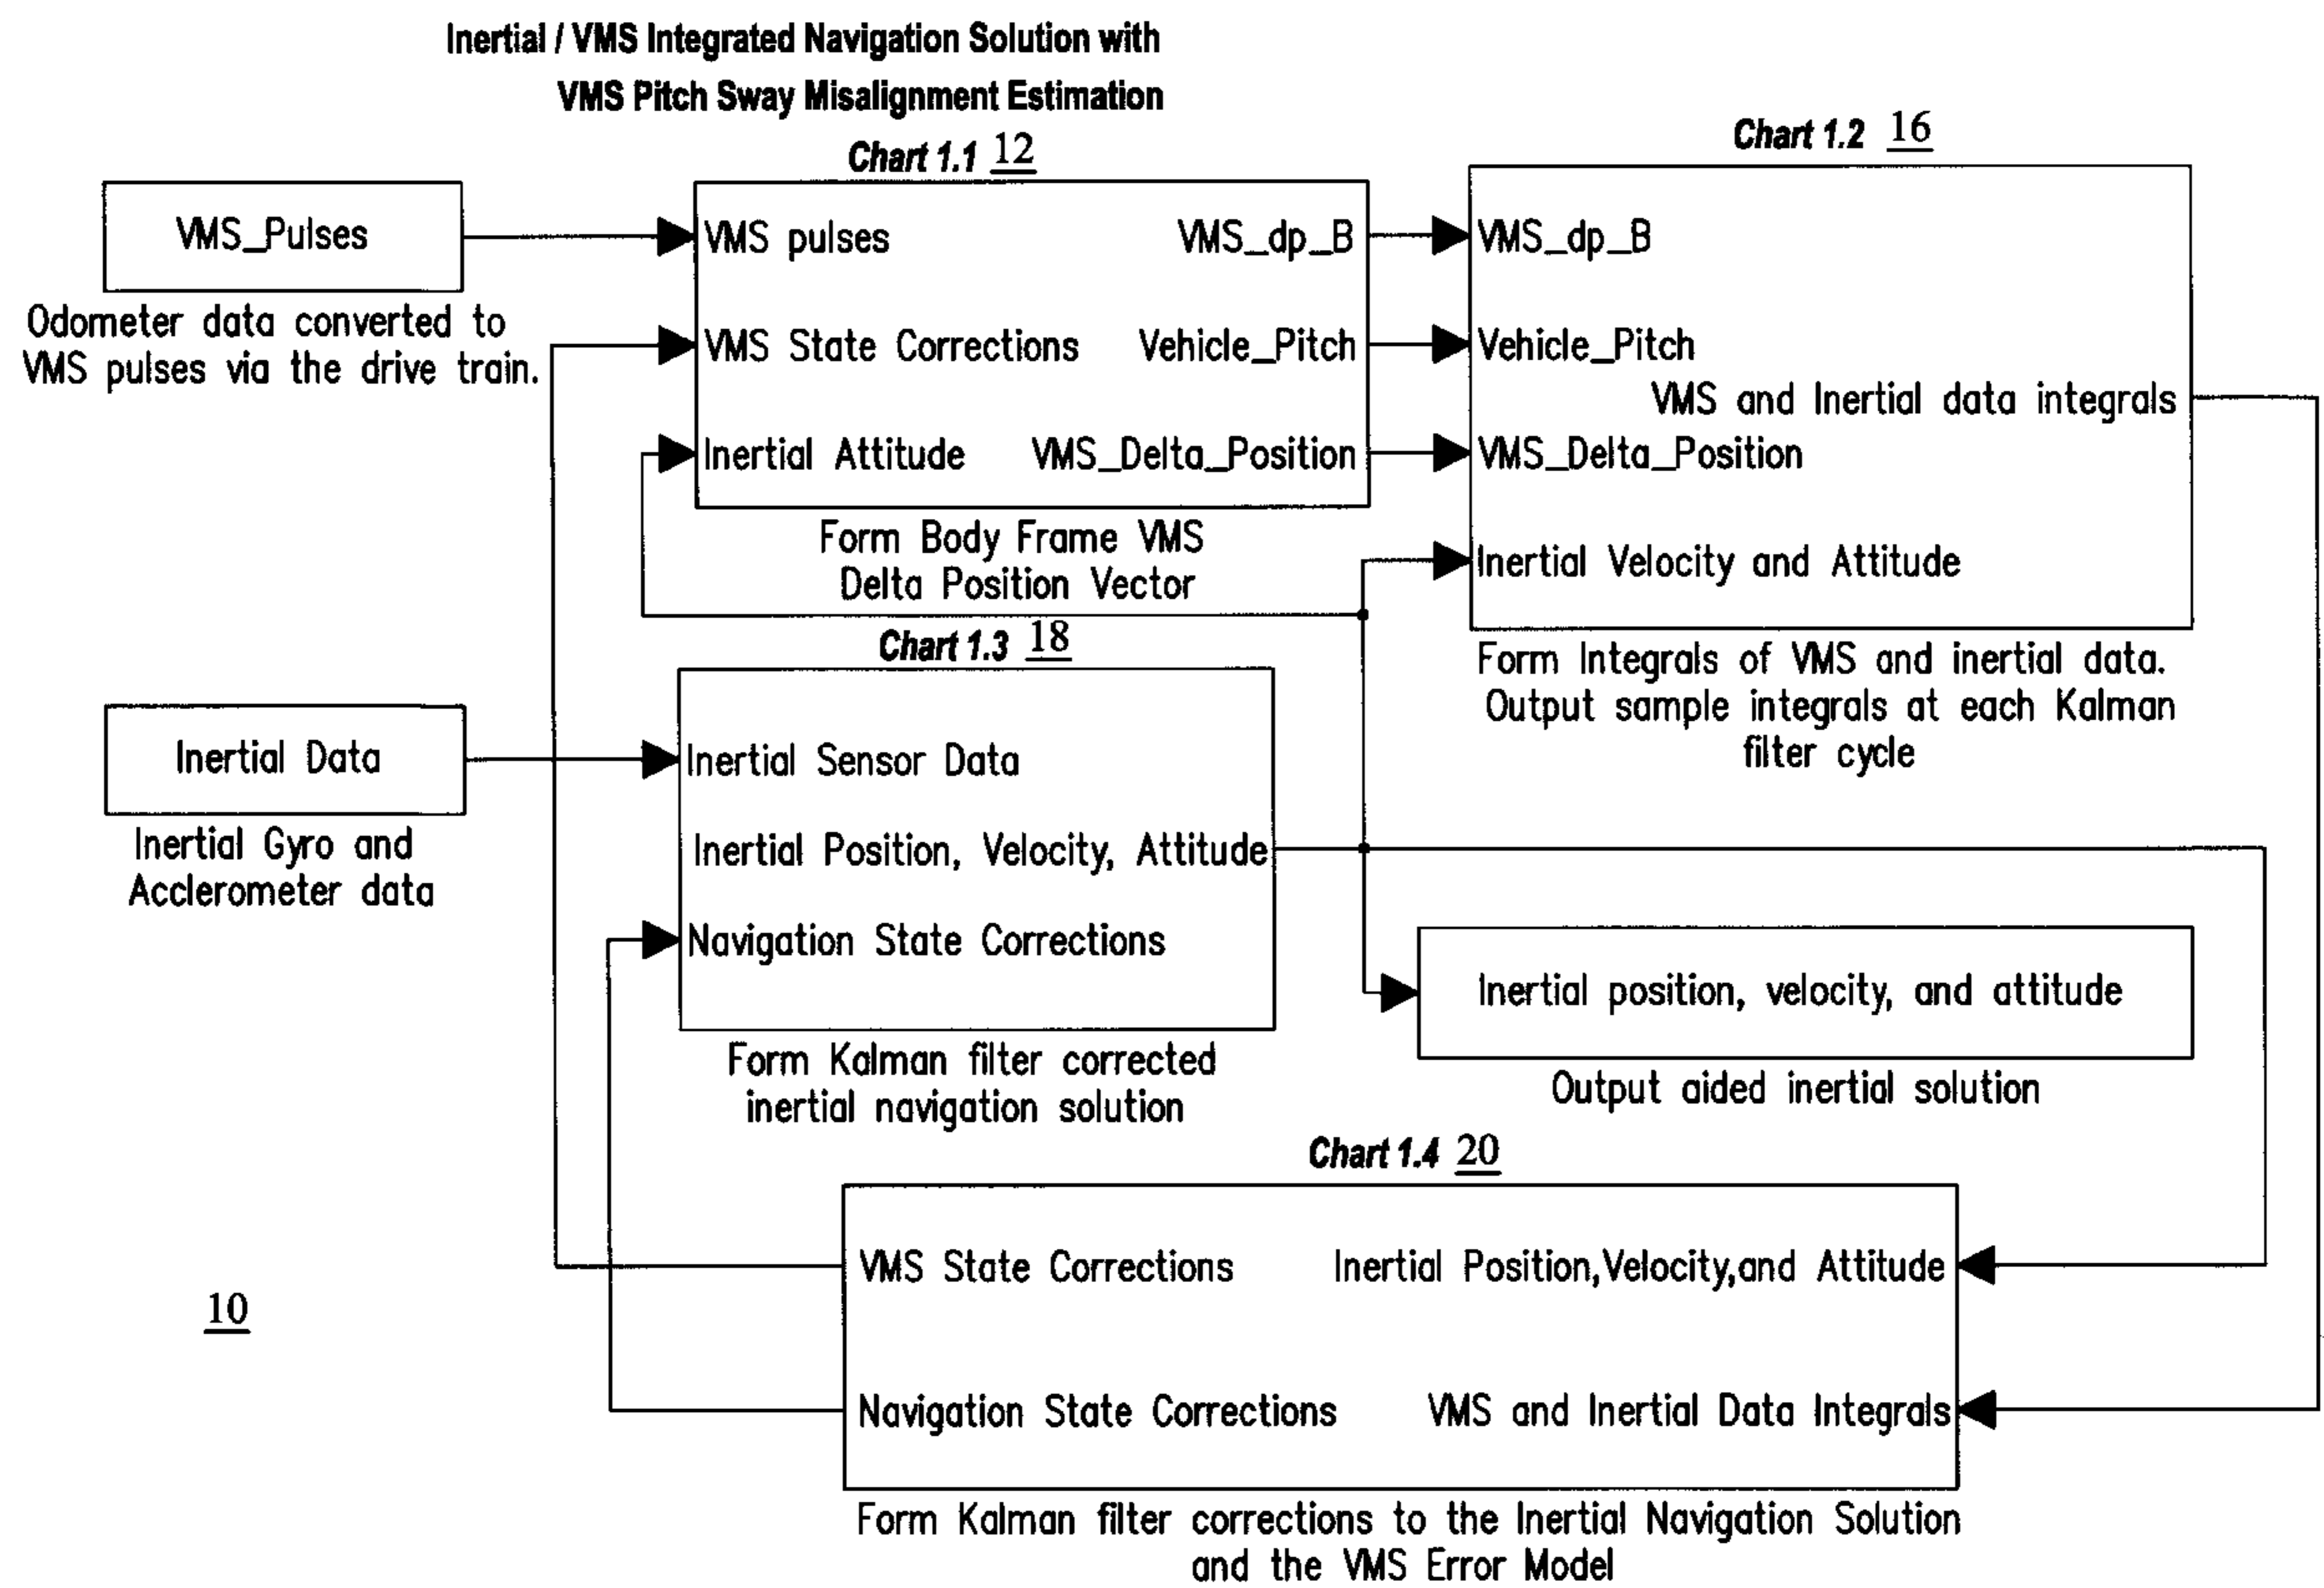 Inertial / VMS Integrated Navigation Solution with
VMS Pitch Sway Misalignment Estimation
Chart 1.1 12
Chart 1.2 16
VMS_Pulses
Odometer data converted to
VMS pulses via the drive train.
VMS pulses
VMS_dp_B
VMS State Corrections
Vehicle_Pitch
Inertial Attitude
VMS_Delta_Position
Form Body Frame VMS
Delta Position Vector
VMS_dp_B
Vehicle_Pitch
VMS and Inertial data integrals
VMS_Delta_Position
Inertial Velocity and Attitude
Form Integrals of VMS and inertial data.
Output sample integrals at each Kalman
filter cycle
Chart 1.3 18
Inertial Data
Inertial Gyro and
Acclerometer data
Inertial Sensor Data
Inertial Position, Velocity, Attitude
Navigation State Corrections
Form Kalman filter corrected
inertial navigation solution
Inertial position, velocity, and attitude
Output aided inertial solution
Chart 1.4 20
VMS State Corrections
Inertial Position,Velocity,and Attitude
Navigation State Corrections
VMS and Inertial Data Integrals
Form Kalman filter corrections to the Inertial Navigation Solution
and the VMS Error Model
10